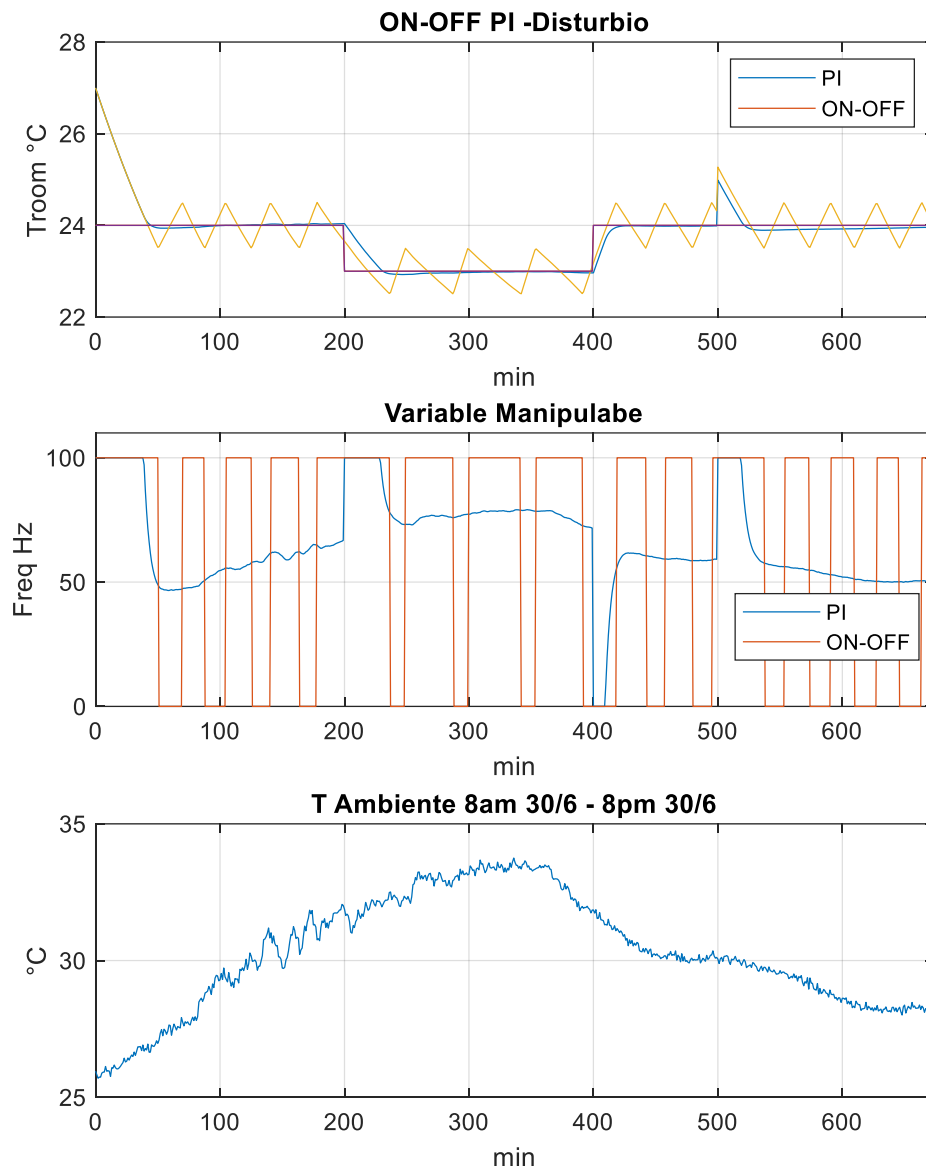 ON-OFF PI -Disturbio
28
26
24
22
Troom °C
PI
ON-OFF
0 100 200 300 400 500 600
min
Variable Manipulabe
100
50
0
Freq Hz
PI
ON-OFF
0 100 200 300 400 500 600
min
T Ambiente 8am 30/6 - 8pm 30/6
35
30
25
°C
0 100 200 300 400 500 600
min